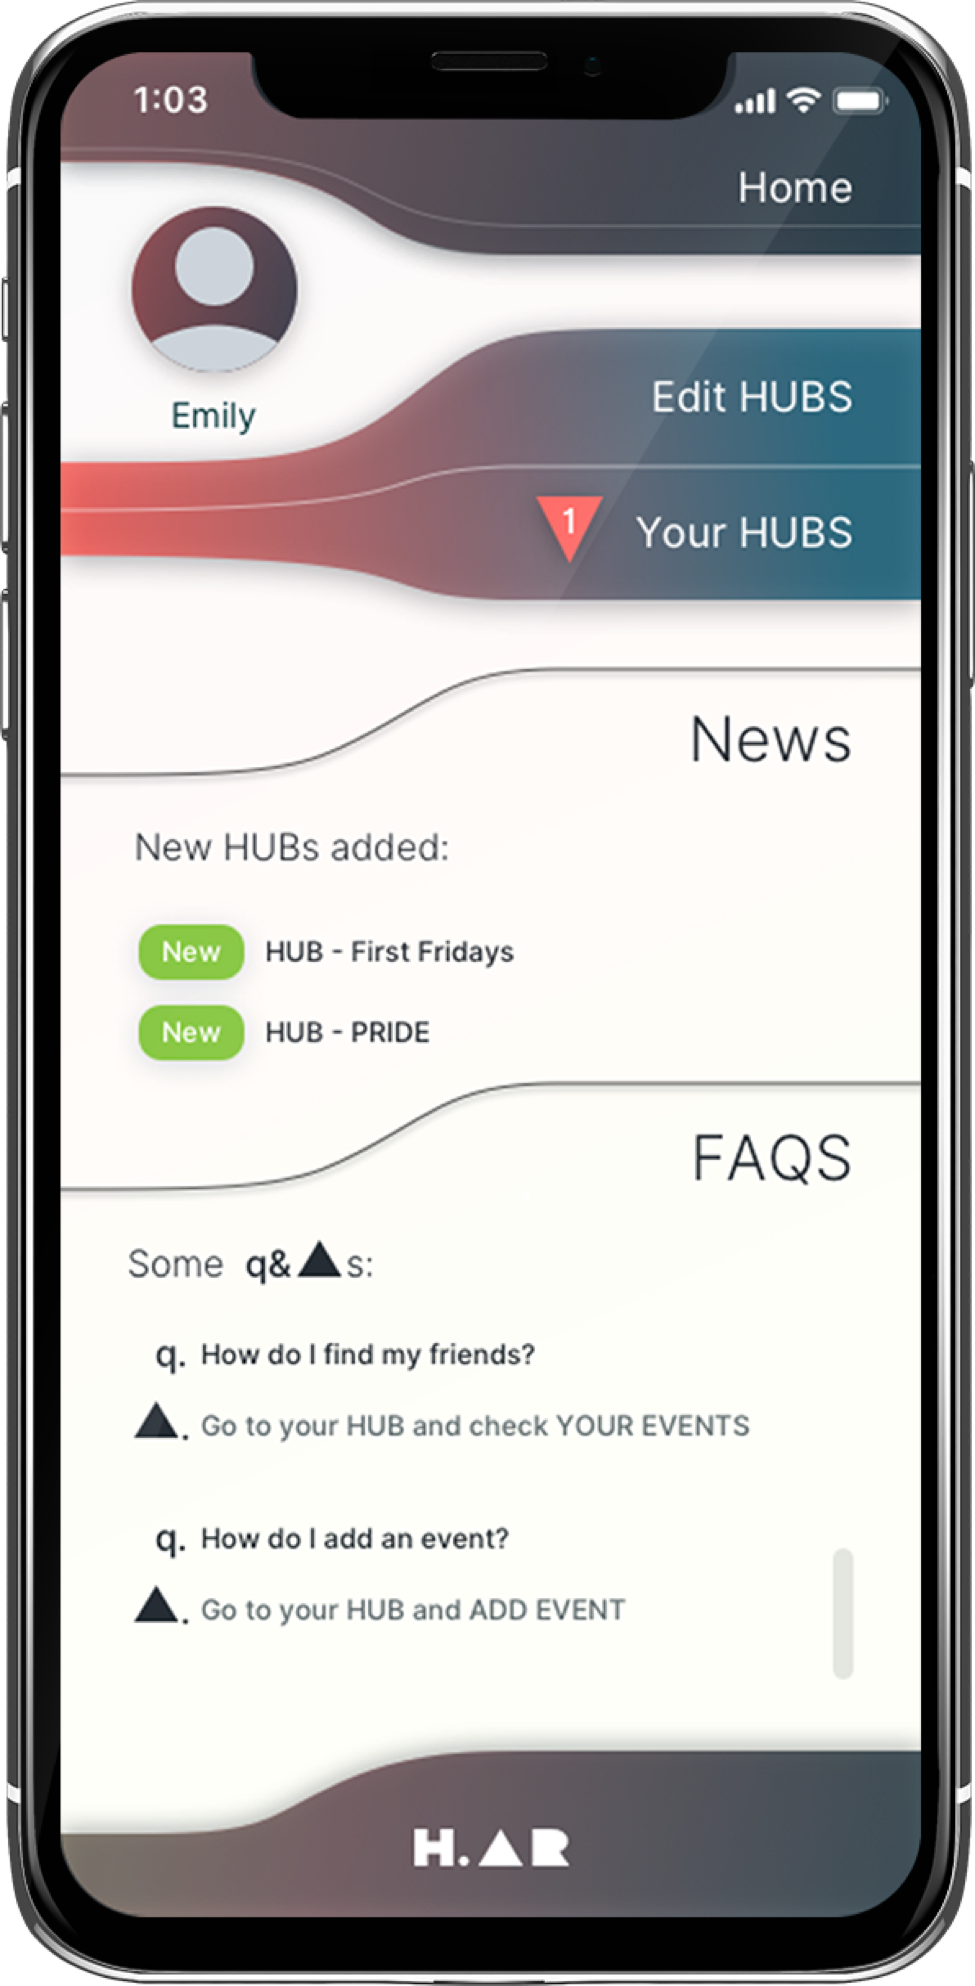 1:03
Home
Emily
Edit HUBS
1
Your HUBS
News
New HUBs added:
New HUB - First Fridays
New HUB - PRIDE
FAQS
Some q&▲s:
q. How do I find my friends?
▲. Go to your HUB and check YOUR EVENTS
q. How do I add an event?
▲. Go to your HUB and ADD EVENT
H.▲R